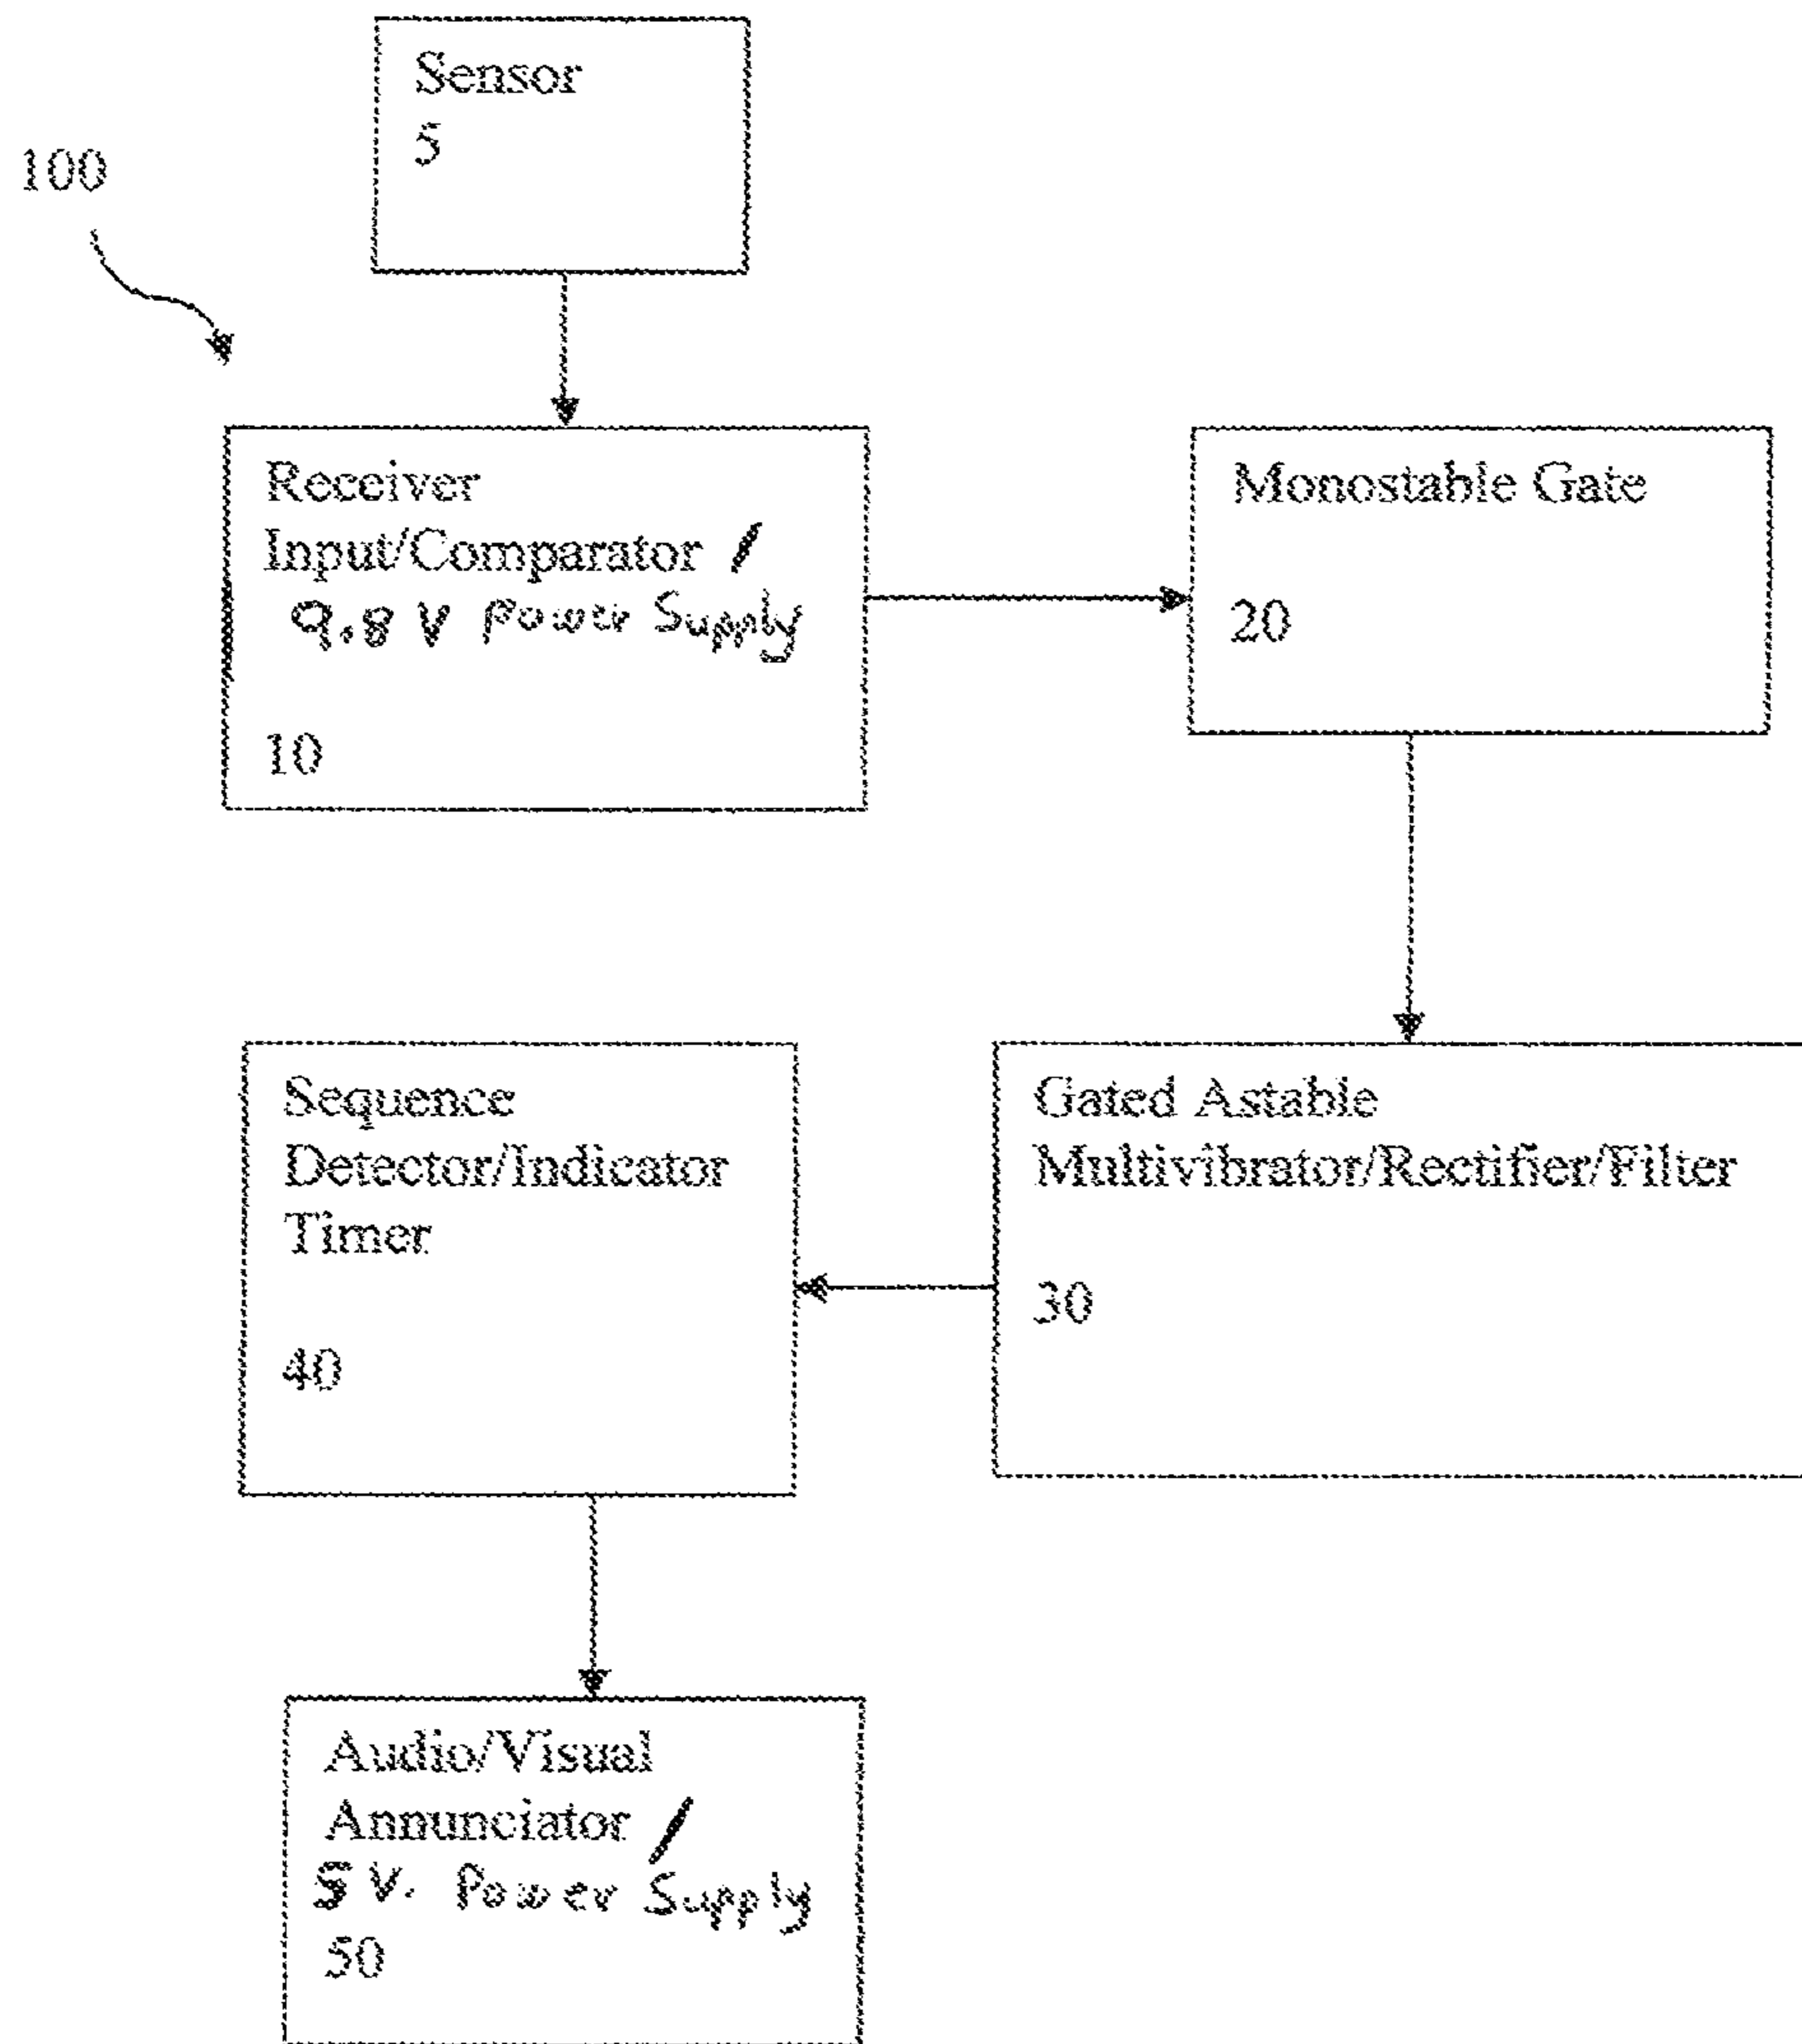 Sensor
5
100
Receiver
Input/Comparator /
9.8 V Power Supply
10
Monostable Gate
20
Gated Astable
Multivibrator/Rectifier/Filter
30
Sequence
Detector/Indicator
Timer
40
Audio/Visual
Annunciator /
5 V. Power Supply
50